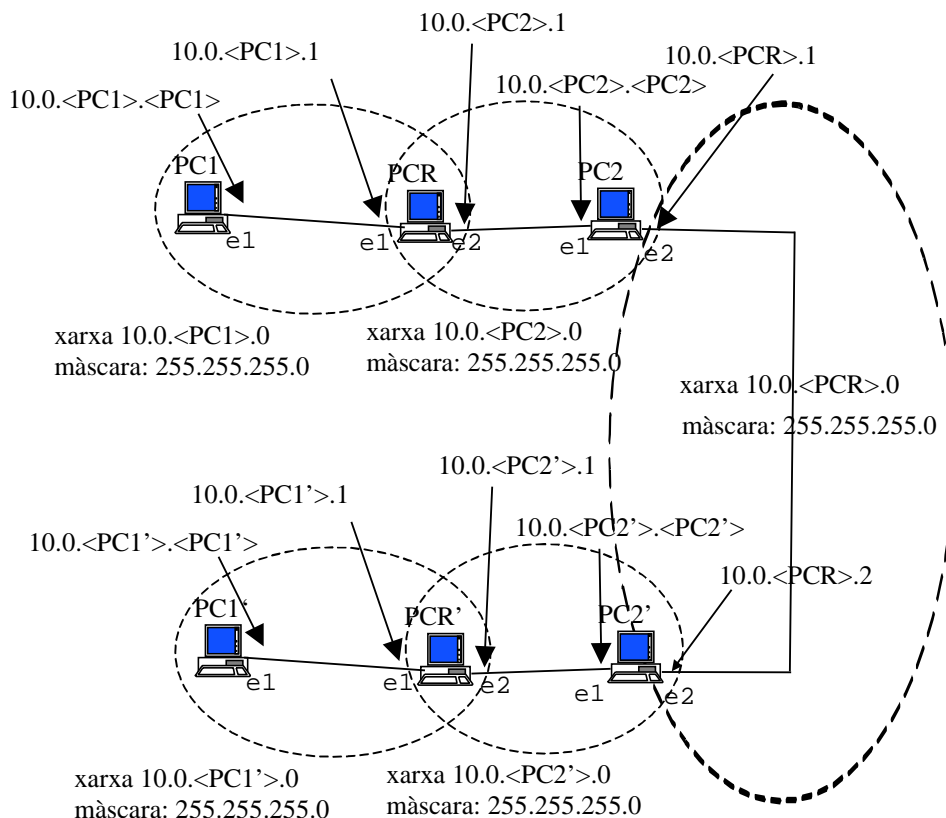 10.0.<PC2>.1
10.0.<PC1>.1
10.0.<PCR>.1
10.0.<PC1>.<PC1>
10.0.<PC2>.<PC2>
PC1
PCR
PC2
e1
e1
e2
e1
e2
xarxa 10.0.<PC1>.0
màscara: 255.255.255.0
xarxa 10.0.<PC2>.0
màscara: 255.255.255.0
xarxa 10.0.<PCR>.0
màscara: 255.255.255.0
10.0.<PC2’>.1
10.0.<PC1’>.1
10.0.<PC2’>.<PC2’>
10.0.<PC1’>.<PC1’>
10.0.<PCR>.2
PC1‘
PCR’
PC2’
e1
e1
e2
e1
e2
xarxa 10.0.<PC1’>.0
màscara: 255.255.255.0
xarxa 10.0.<PC2’>.0
màscara: 255.255.255.0